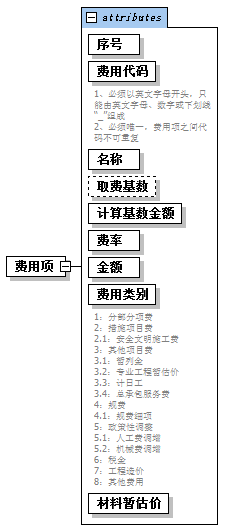 attributes
序号
费用代码
1、必须以英文字母开头，只
能由英文字母、数字或下划线
"_"组成
2、必须唯一，费用项之间代
码不可重复
名称
取费基数
计算基数金额
费率
费用项
金额
费用类别
1：分部分项费
2：措施项目费
2.1：安全文明施工费
3：其他项目费
3.1：暂列金
3.2：专业工程暂估价
3.3：计日工
3.4：总承包服务费
4：规费
4.1：规费细项
5：政策性调整
5.1：人工费调增
5.2：机械费调增
6：税金
7：工程造价
8：其他费用
材料暂估价